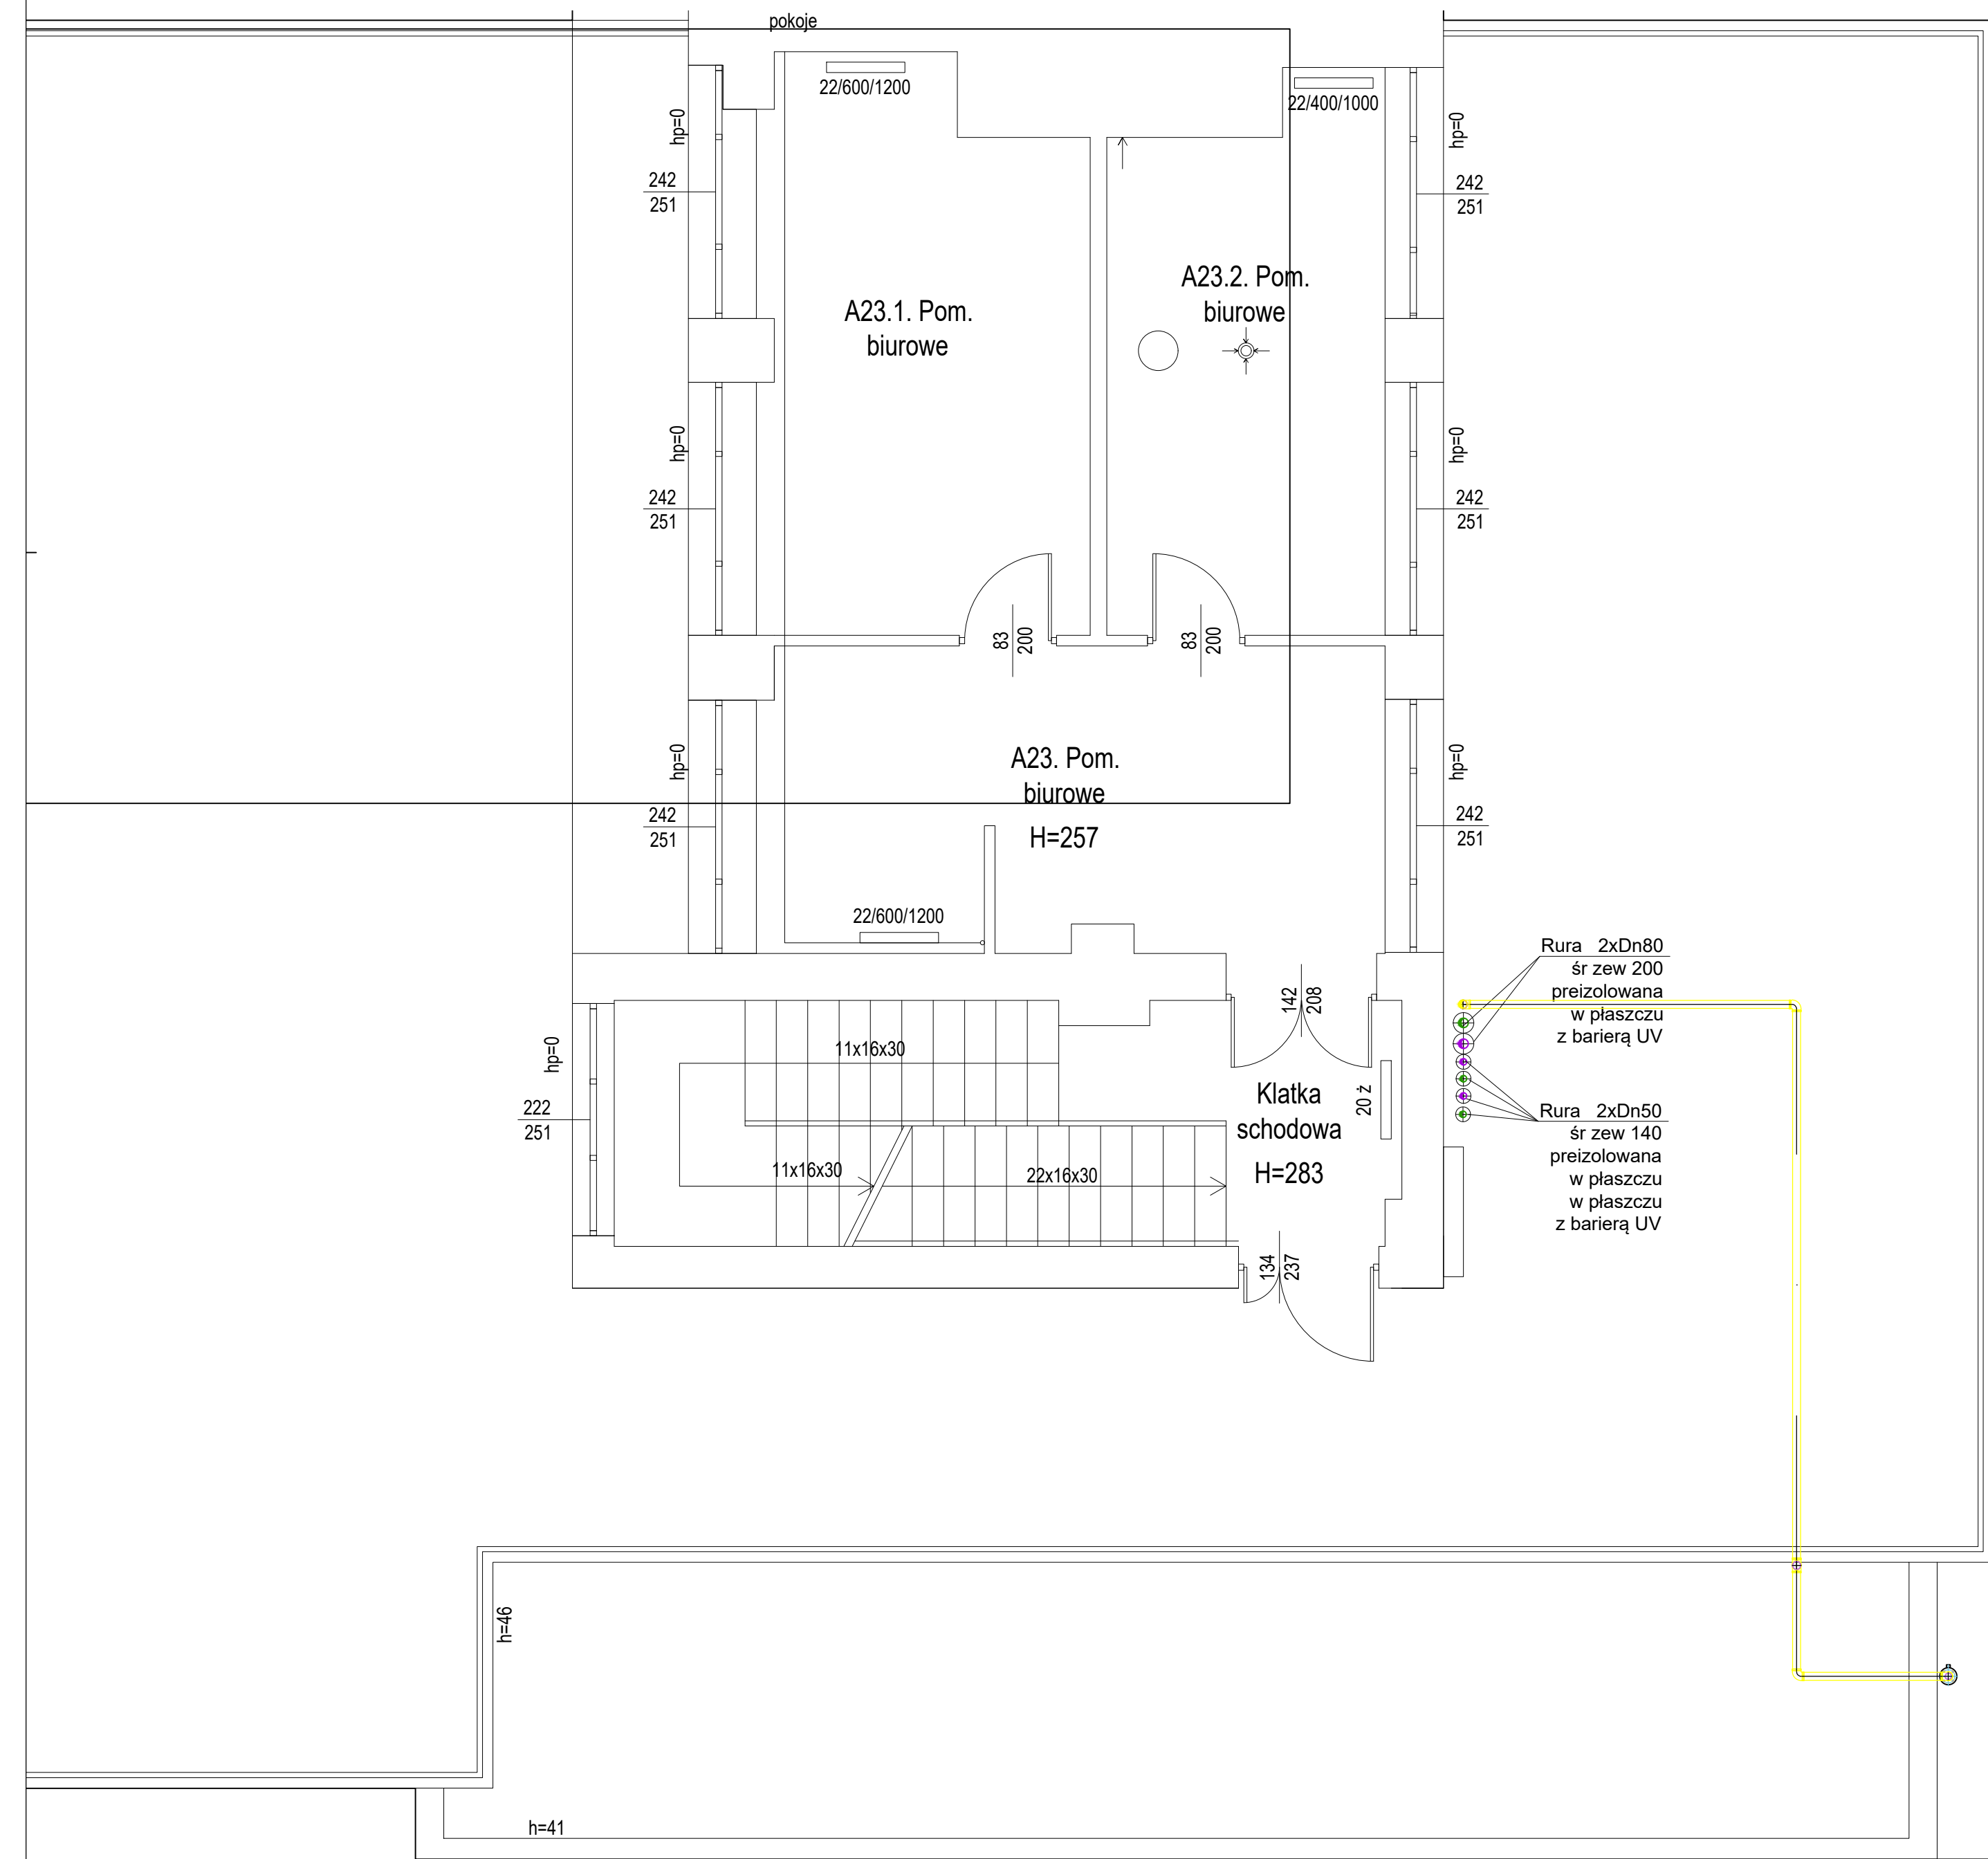 pokoje
22/600/1200
22/400/1000
hp=0
hp=0
242
251
242
251
A23.1. Pom.
biurowe
A23.2. Pom.
biurowe
hp=0
hp=0
242
251
242
251
83
200
83
200
hp=0
hp=0
A23. Pom.
biurowe
H=257
242
251
242
251
22/600/1200
Rura 2xDn80
śr zew 200
preizolowana
w płaszczu
z barierą UV
142
208
hp=0
11x16x30
222
251
Klatka
schodowa
H=283
20 ż
11x16x30
22x16x30
Rura 2xDn50
śr zew 140
preizolowana
w płaszczu
w płaszczu
z barierą UV
134
237
h=46
h=41